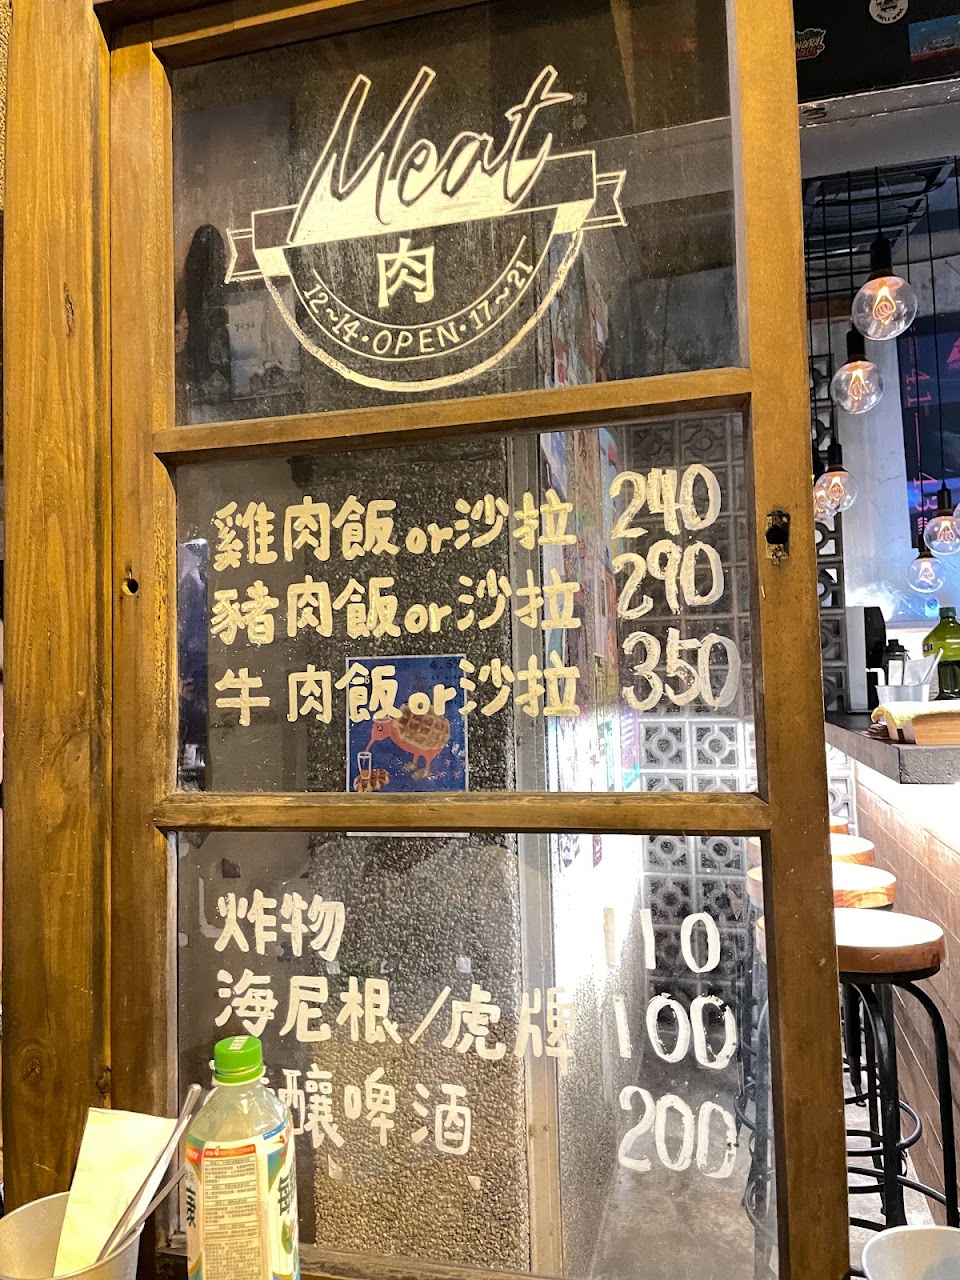 Meat
肉
12~14·OPEN·17~21
雞肉飯or沙拉 240
豬肉飯or沙拉 290
牛肉飯or沙拉 350
炸物 110
海尼根/虎牌 100
釀啤酒 200